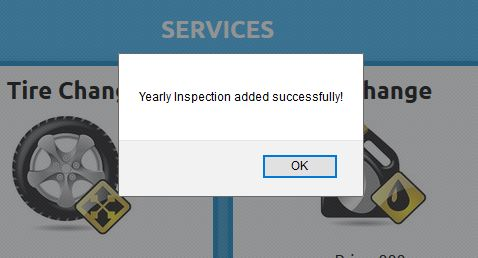 SERVICES
Tire Chang
hange
Yearly Inspection added successfully!
OK